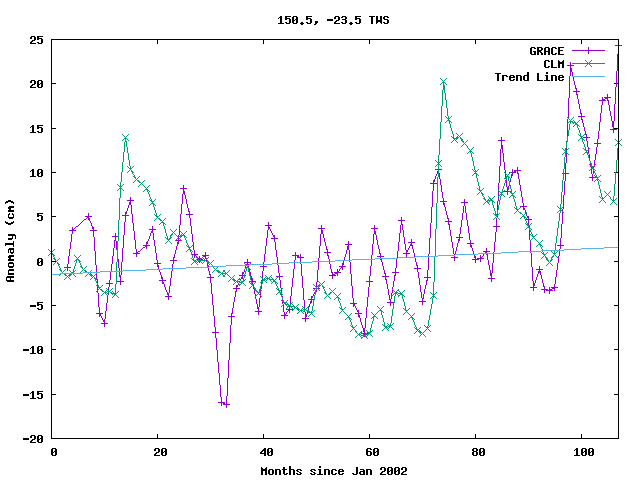 150.5, -23.5 TWS
GRACE
CLM
Trend Line
25
20
15
10
5
0
-5
-10
-15
-20
Anomaly (cm)
0 20 40 60 80 100
Months since Jan 2002